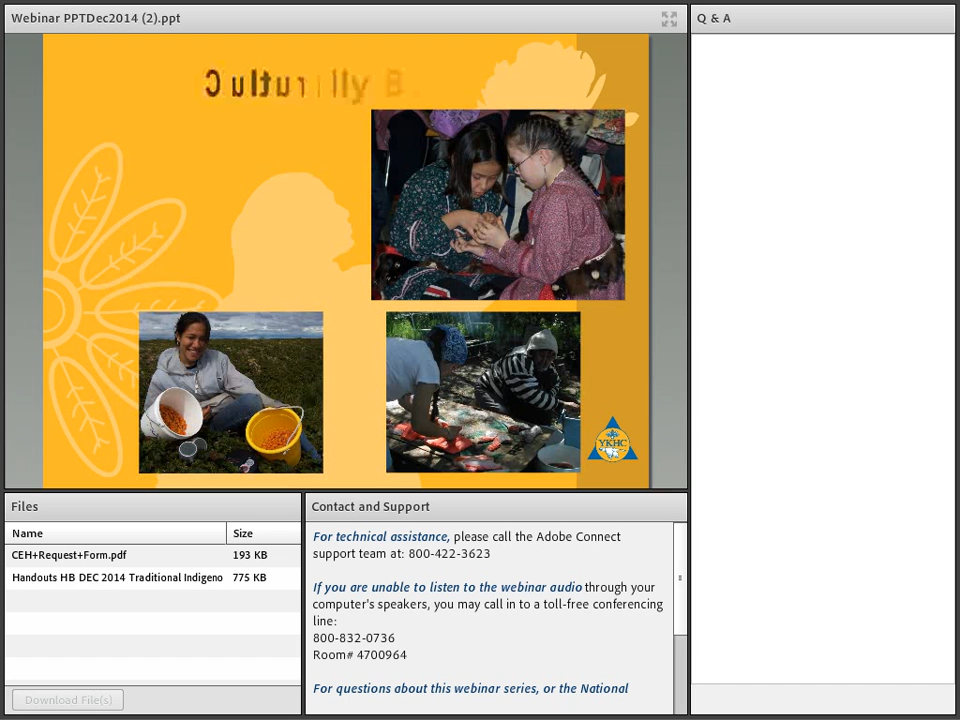 Webinar PPTDec2014 (2).ppt
Q & A
YKHC
Files
Name
Size
CEH+Request+Form.pdf
193 KB
Handouts HB DEC 2014 Traditional Indigeno
775 KB
Download File(s)
Contact and Support
For technical assistance, please call the Adobe Connect
support team at: 800-422-3623
If you are unable to listen to the webinar audio through your
computer's speakers, you may call in to a toll-free conferencing
line:
800-832-0736
Room# 4700964
For questions about this webinar series, or the National